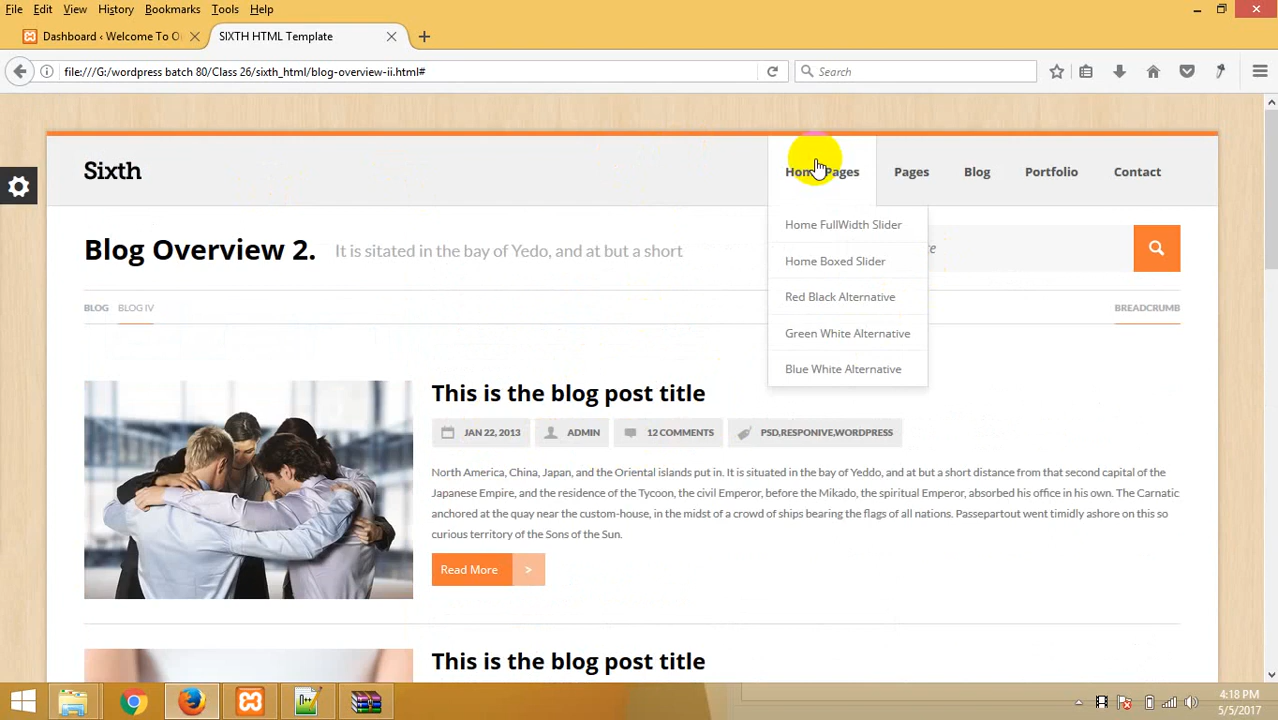 File Edit View History Bookmarks Tools Help
Dashboard ‹ Welcome To O
SIXTH HTML Template
file:///G:/wordpress batch 80/Class 26/sixth_html/blog-overview-ii.html#
Search
Sixth
Pages Pages Blog Portfolio Contact
Home FullWidth Slider
Home Boxed Slider
Red Black Alternative
Green White Alternative
Blue White Alternative
Blog Overview 2. It is sitated in the bay of Yedo, and at but a short
BLOG BLOG IV BREADCRUMB
This is the blog post title
JAN 22, 2013 ADMIN 12 COMMENTS PSD,RESPONIVE,WORDPRESS
North America, China, Japan, and the Oriental islands put in. It is situated in the bay of Yeddo, and at but a short distance from that second capital of the
Japanese Empire, and the residence of the Tycoon, the civil Emperor, before the Mikado, the spiritual Emperor, absorbed his office in his own. The Carnatic
anchored at the quay near the custom-house, in the midst of a crowd of ships bearing the flags of all nations. Passepartout went timidly ashore on this so
curious territory of the Sons of the Sun.
Read More >
This is the blog post title
4:18 PM
5/5/2017